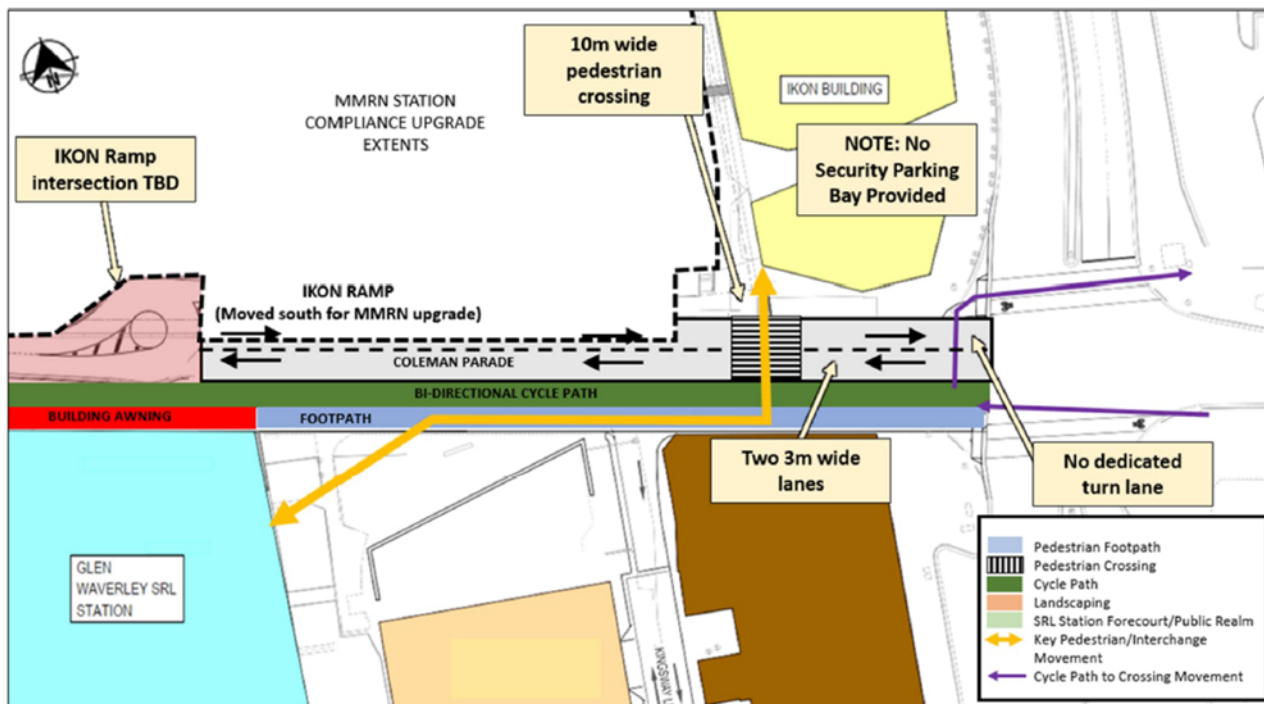 N
MMRN STATION
COMPLIANCE UPGRADE
EXTENTS
10m wide
pedestrian
crossing
IKON BUILDING
IKON Ramp
intersection TBD
NOTE: No
Security Parking
Bay Provided
IKON RAMP
(Moved south for MMRN upgrade)
COLEMAN PARADE
BI-DIRECTIONAL CYCLE PATH
BUILDING AWNING
FOOTPATH
Two 3m wide
lanes
No dedicated
turn lane
GLEN
WAVERLEY SRL
STATION
Pedestrian Footpath
Pedestrian Crossing
Cycle Path
Landscaping
SRL Station Forecourt/Public Realm
Key Pedestrian/Interchange
Movement
Cycle Path to Crossing Movement